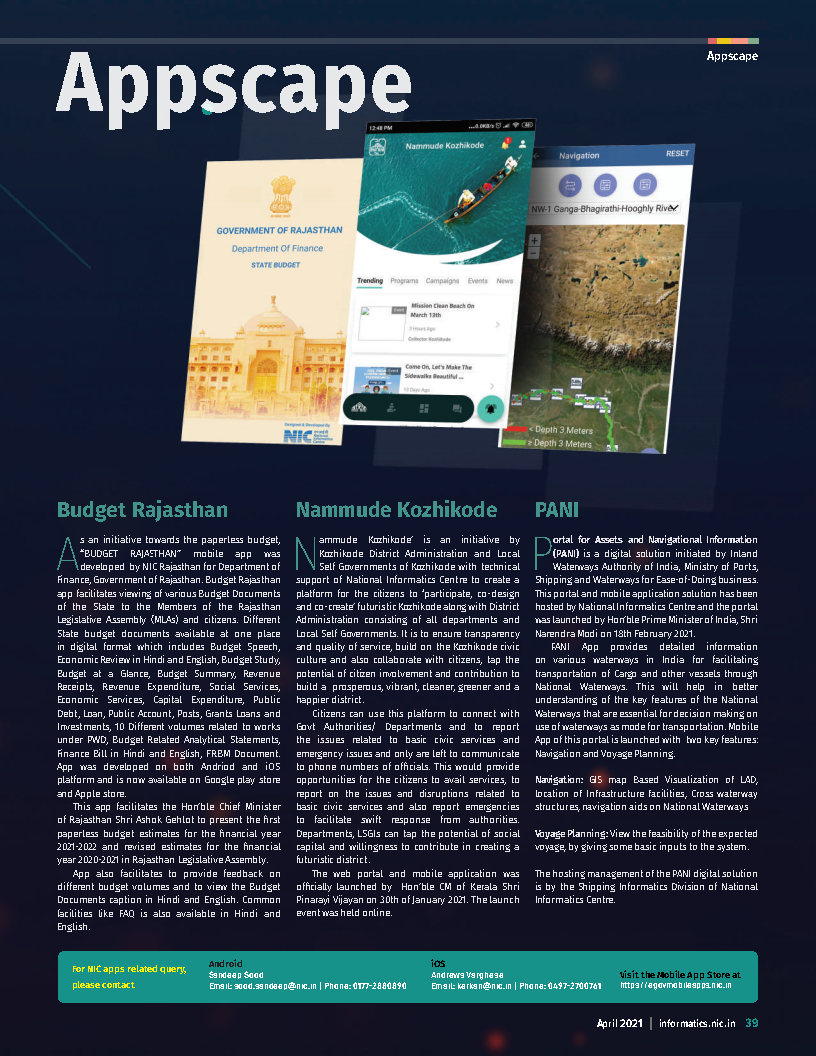 Appscape
Appscape
GOVERNMENT OF RAJASTHAN
Department Of Finance
STATE BUDGET
Designed & Developed By
NIC
National
Informatics
Centre
12:48 PM
Nammude Kozhikode
Trending Programs Campaigns Events News
Event
Mission Clean Beach On
March 13th
3 Hours Ago
Collector Kozhikode
Event
Come On, Let's Make The
Sidewalks Beautiful ...
10 Days Ago
Navigation RESET
NW-1 Ganga-Bhagirathi-Hooghly River
+
−
< Depth 3 Meters
≥ Depth 3 Meters
Budget Rajasthan
As an initiative towards the paperless budget,
“BUDGET RAJASTHAN” mobile app was
developed by NIC Rajasthan for Department of
Finance, Government of Rajasthan. Budget Rajasthan
app facilitates viewing of various Budget Documents
of the State to the Members of the Rajasthan
Legislative Assembly (MLAs) and citizens. Different
State budget documents available at one place
in digital format which includes Budget Speech,
Economic Review in Hindi and English, Budget Study,
Budget at a Glance, Budget Summary, Revenue
Receipts, Revenue Expenditure, Social Services,
Economic Services, Capital Expenditure, Public
Debt, Loan, Public Account, Posts, Grants Loans and
Investments, 10 Different volumes related to works
under PWD, Budget Related Analytical Statements,
Finance Bill in Hindi and English, FRBM Document.
App was developed on both Andriod and iOS
platform and is now available on Google play store
and Apple store.
This app facilitates the Hon'ble Chief Minister
of Rajasthan Shri Ashok Gehlot to present the first
paperless budget estimates for the financial year
2021-2022 and revised estimates for the financial
year 2020-2021 in Rajasthan Legislative Assembly.
App also facilitates to provide feedback on
different budget volumes and to view the Budget
Documents caption in Hindi and English. Common
facilities like FAQ is also available in Hindi and
English.
Nammude Kozhikode
Nammude Kozhikode’ is an initiative by
Kozhikode District Administration and Local
Self Governments of Kozhikode with technical
support of National Informatics Centre to create a
platform for the citizens to ‘participate, co-design
and co-create’ futuristic Kozhikode along with District
Administration consisting of all departments and
Local Self Governments. It is to ensure transparency
and quality of service, build on the Kozhikode civic
culture and also collaborate with citizens, tap the
potential of citizen involvement and contribution to
build a prosperous, vibrant, cleaner, greener and a
happier district.
Citizens can use this platform to connect with
Govt Authorities/ Departments and to report
the issues related to basic civic services and
emergency issues and only are left to communicate
to phone numbers of officials. This would provide
opportunities for the citizens to avail services, to
report on the issues and disruptions related to
basic civic services and also report emergencies
to facilitate swift response from authorities.
Departments, LSGIs can tap the potential of social
capital and willingness to contribute in creating a
futuristic district.
The web portal and mobile application was
officially launched by Hon'ble CM of Kerala Shri
Pinarayi Vijayan on 30th of January 2021. The launch
event was held online.
PANI
Portal for Assets and Navigational Information
(PANI) is a digital solution initiated by Inland
Waterways Authority of India, Ministry of Ports,
Shipping and Waterways for Ease-of-Doing business.
This portal and mobile application solution has been
hosted by National Informatics Centre and the portal
was launched by Hon'ble Prime Minister of India, Shri
Narendra Modi on 18th February 2021.
PANI App provides detailed information
on various waterways in India for facilitating
transportation of Cargo and other vessels through
National Waterways. This will help in better
understanding of the key features of the National
Waterways that are essential for decision making on
use of waterways as mode for transportation. Mobile
App of this portal is launched with two key features:
Navigation and Voyage Planning.
Navigation: GIS map Based Visualization of LAD,
location of Infrastructure facilities, Cross waterway
structures, navigation aids on National Waterways
Voyage Planning: View the feasibility of the expected
voyage, by giving some basic inputs to the system.
The hosting management of the PANI digital solution
is by the Shipping Informatics Division of National
Informatics Centre.
For NIC apps related query,
please contact
Android
Sandeep Sood
Email: sood.sandeep@nic.in | Phone: 0177-2880890
iOS
Andrews Varghese
Email: kerksn@nic.in | Phone: 0497-2700761
Visit the Mobile App Store at
https://egovmobileapps.nic.in
April 2021 | informatics.nic.in 39